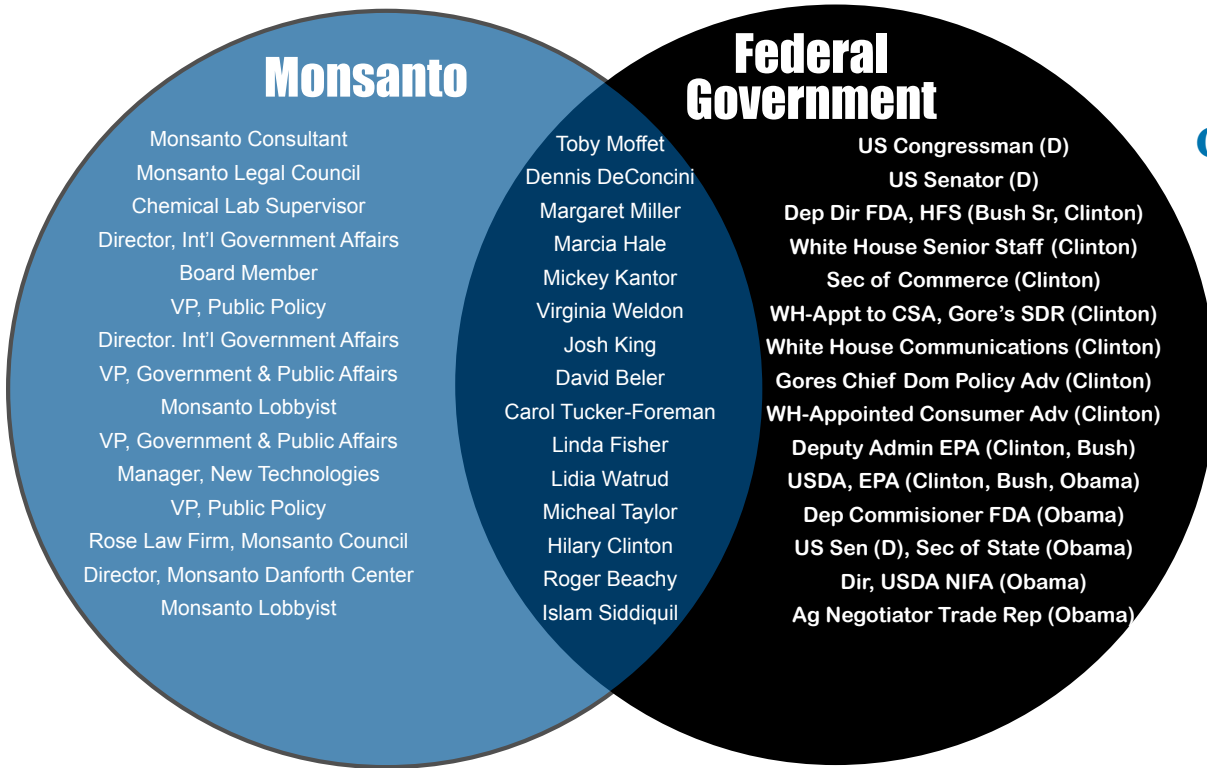 Monsanto
Federal
Government
Monsanto Consultant
Toby Moffet
US Congressman (D)
Monsanto Legal Council
Dennis DeConcini
US Senator (D)
Chemical Lab Supervisor
Margaret Miller
Dep Dir FDA, HFS (Bush Sr, Clinton)
Director, Int'l Government Affairs
Marcia Hale
White House Senior Staff (Clinton)
Board Member
Mickey Kantor
Sec of Commerce (Clinton)
VP, Public Policy
Virginia Weldon
WH-Appt to CSA, Gore's SDR (Clinton)
Director. Int'l Government Affairs
Josh King
White House Communications (Clinton)
VP, Government & Public Affairs
David Beler
Gores Chief Dom Policy Adv (Clinton)
Monsanto Lobbyist
Carol Tucker-Foreman
WH-Appointed Consumer Adv (Clinton)
VP, Government & Public Affairs
Linda Fisher
Deputy Admin EPA (Clinton, Bush)
Manager, New Technologies
Lidia Watrud
USDA, EPA (Clinton, Bush, Obama)
VP, Public Policy
Micheal Taylor
Dep Commisioner FDA (Obama)
Rose Law Firm, Monsanto Council
Hilary Clinton
US Sen (D), Sec of State (Obama)
Director, Monsanto Danforth Center
Roger Beachy
Dir, USDA NIFA (Obama)
Monsanto Lobbyist
Islam Siddiquil
Ag Negotiator Trade Rep (Obama)